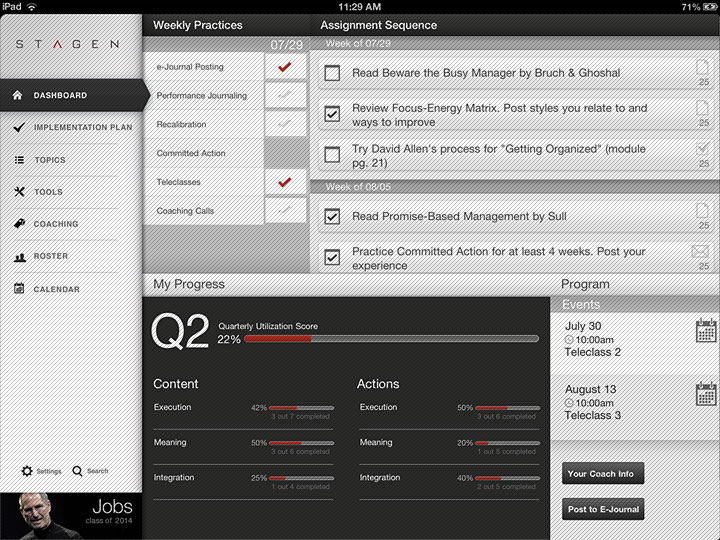 iPad
11:29 AM
71%
STAGEN
DASHBOARD
IMPLEMENTATION PLAN
TOPICS
TOOLS
COACHING
ROSTER
CALENDAR
Settings
Search
Jobs
class of 2014
Weekly Practices
07/29
e-Journal Posting
Performance Journaling
Recalibration
Committed Action
Teleclasses
Coaching Calls
Assignment Sequence
Week of 07/29
Read Beware the Busy Manager by Bruch & Ghoshal
25
Review Focus-Energy Matrix. Post styles you relate to and
ways to improve
25
Try David Allen's process for "Getting Organized" (module
pg. 21)
25
Week of 08/05
Read Promise-Based Management by Sull
25
Practice Committed Action for at least 4 weeks. Post your
experience
25
My Progress
Q2
Quarterly Utilization Score
22%
Content
Execution 42%
3 out 7 completed
Meaning 50%
3 out 6 completed
Integration 25%
1 out 4 completed
Actions
Execution 50%
3 out 6 completed
Meaning 20%
1 out 5 completed
Integration 40%
2 out 5 completed
Program
Events
July 30
10:00am
Teleclass 2
August 13
10:00am
Teleclass 3
Your Coach Info
Post to E-Journal